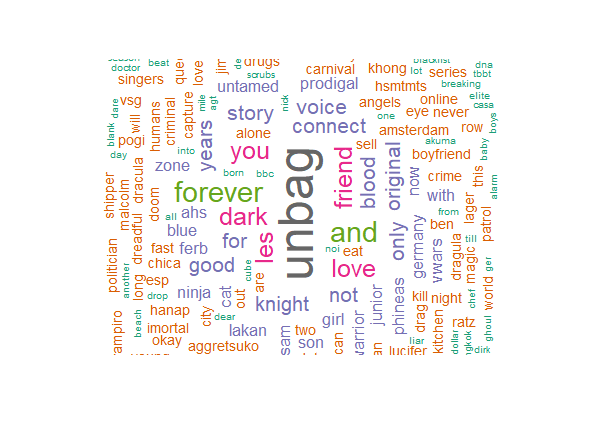 doctor beat drugs carnival khong lot series dna
singers que love jim scrubs untamed prodigal hsmtmts breaking tbbt
vsg capture mile agt nick voice angels online elite
dare will humans criminal story connect one eye never casa
blank pogi years alone sell amsterdam row boys
day into you boyfriend akuma baby
zone born bbc friend blood original now crime this alarm
shipper malcolm dracula doom forever unbag with
dreadful all ahs dark and only from lager patrol
politician blue for les noi eat germany ben till
another fast ferb cube love vwars dragula magic ger
long chica good are
drop esp ninja cat out knight not phineas drag kill night chef world
beach hanap city dear girl junior kitchen ratz ghoul
vampiro imortal lakan sam two warrior dollar
okay son can liar
aggretsuko lucifer dirk